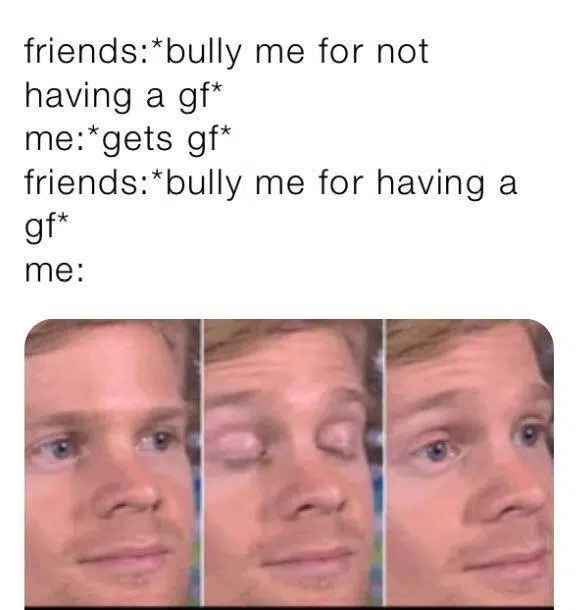 friends:*bully me for not
having a gf*
me:*gets gf*
friends:*bully me for having a
gf*
me: